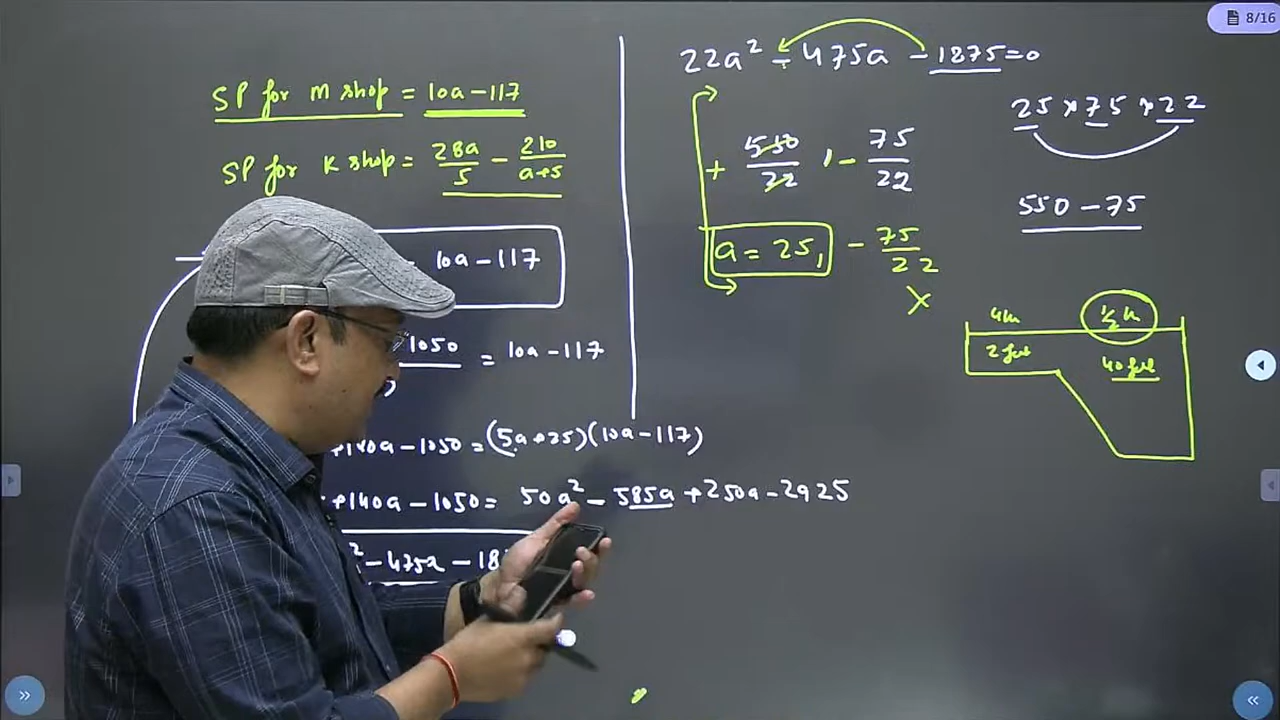 8/16
SP for M shop = 10a-117
SP for K shop = 28a/5 - 210/a+5
10a-117
1050 = 10a-117
+140a-1050 = (5a+25)(10a-117)
+140a-1050 = 50a² - 585a + 250a - 2925
² - 475a - 18
22a² - 475a - 1875 = 0
25 × 75 × 22
+ 550/22 , - 75/22
550 - 75
a = 25, - 75/22
×
4m
2 feet
40 feet